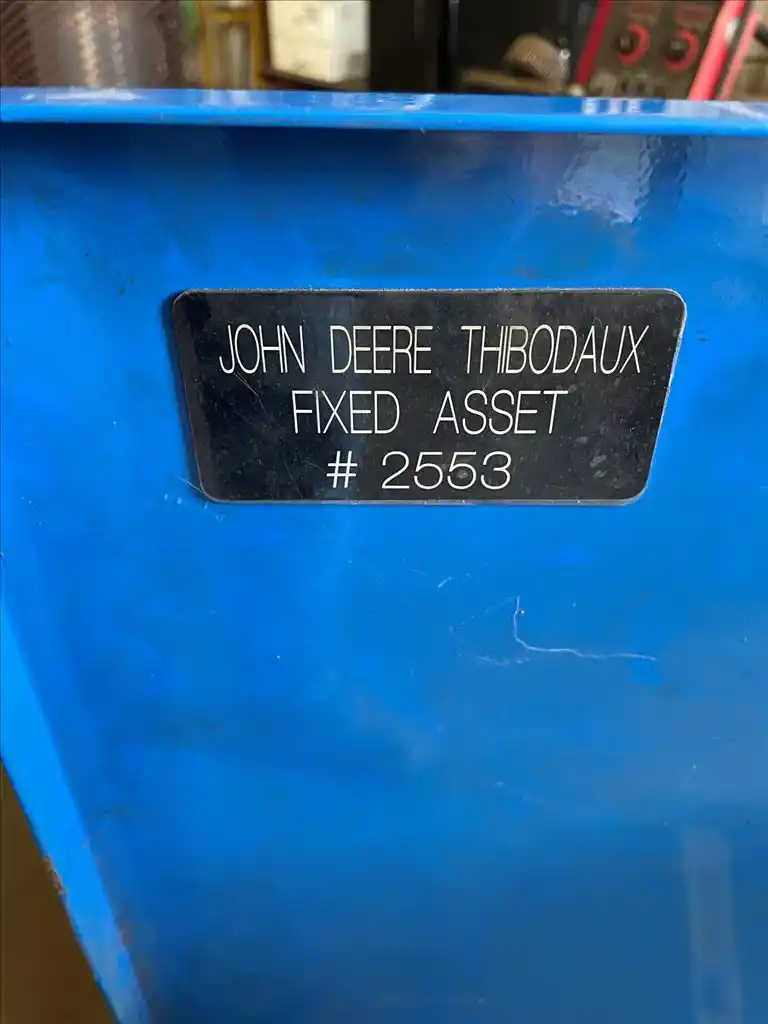 JOHN DEERE THIBODAUX
FIXED ASSET
# 2553